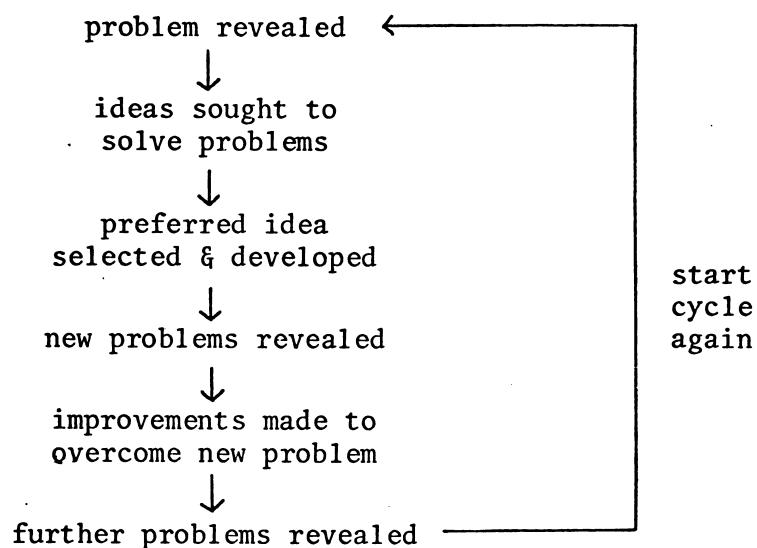 problem revealed
ideas sought to
solve problems
preferred idea
selected & developed
new problems revealed
improvements made to
overcome new problem
further problems revealed
start
cycle
again